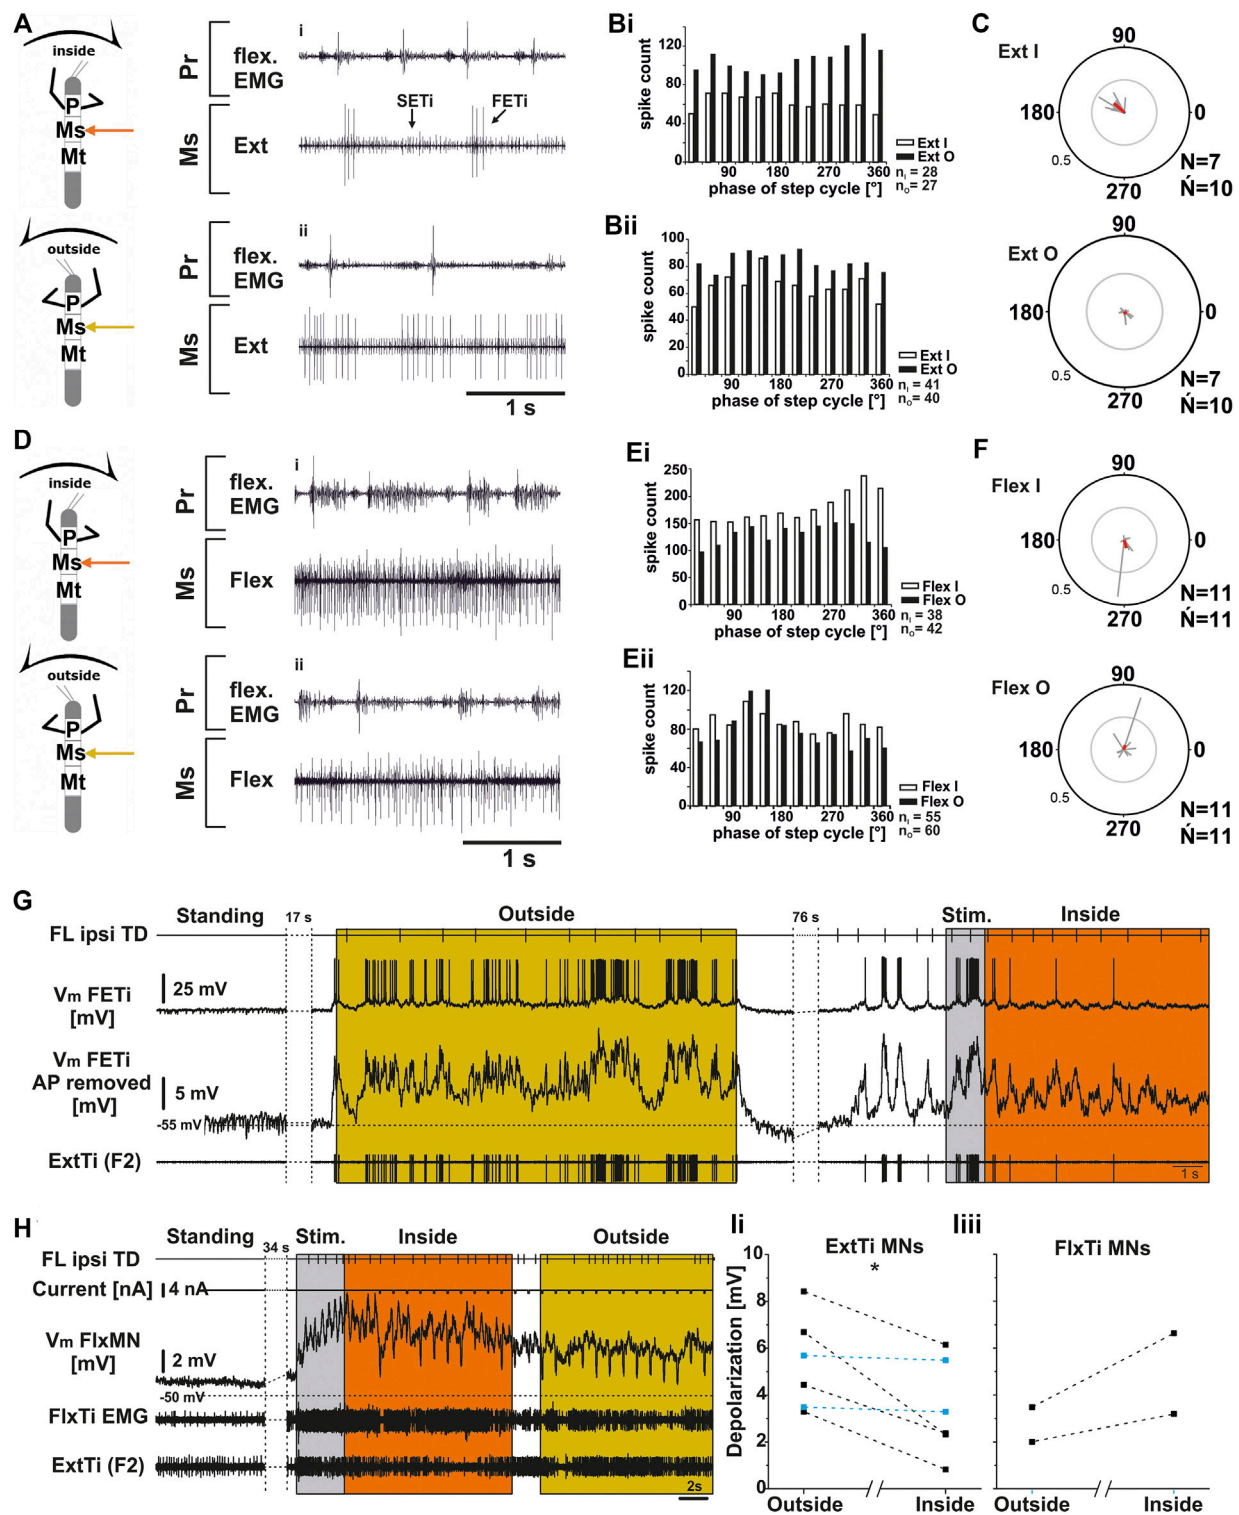 A
inside
P
Ms
Mt
outside
P
Ms
Mt
Pr
flex.
EMG
i
Ms
Ext
SETi
FETi
Pr
flex.
EMG
ii
Ms
Ext
1 s
Bi
spike count
120
80
40
0
90
180
270
360
phase of step cycle [°]
Ext I
Ext O
nI = 28
nO= 27
Bii
spike count
100
80
60
40
20
0
90
180
270
360
phase of step cycle [°]
Ext I
Ext O
nI = 41
nO= 40
C
Ext I
90
180
0
270
0.5
N=7
Ń=10
Ext O
90
180
0
270
0.5
N=7
Ń=10
D
inside
P
Ms
Mt
outside
P
Ms
Mt
Pr
flex.
EMG
i
Ms
Flex
Pr
flex.
EMG
ii
Ms
Flex
1 s
Ei
spike count
250
200
150
100
50
0
90
180
270
360
phase of step cycle [°]
Flex I
Flex O
nI = 38
nO= 42
Eii
spike count
120
80
40
0
90
180
270
360
phase of step cycle [°]
Flex I
Flex O
nI = 55
nO= 60
F
Flex I
90
180
0
270
0.5
N=11
Ń=11
Flex O
90
180
0
270
0.5
N=11
Ń=11
G
Standing
17 s
Outside
76 s
Stim.
Inside
FL ipsi TD
Vm FETi
[mV]
25 mV
Vm FETi
AP removed
[mV]
5 mV
-55 mV
ExtTi (F2)
1 s
H
Standing
34 s
Stim.
Inside
Outside
FL ipsi TD
Current [nA]
4 nA
Vm FlxMN
[mV]
2 mV
-50 mV
FlxTi EMG
ExtTi (F2)
2s
Ii
ExtTi MNs
*
Depolarization [mV]
10
8
6
4
2
0
Outside
Inside
Iiii
FlxTi MNs
Outside
Inside